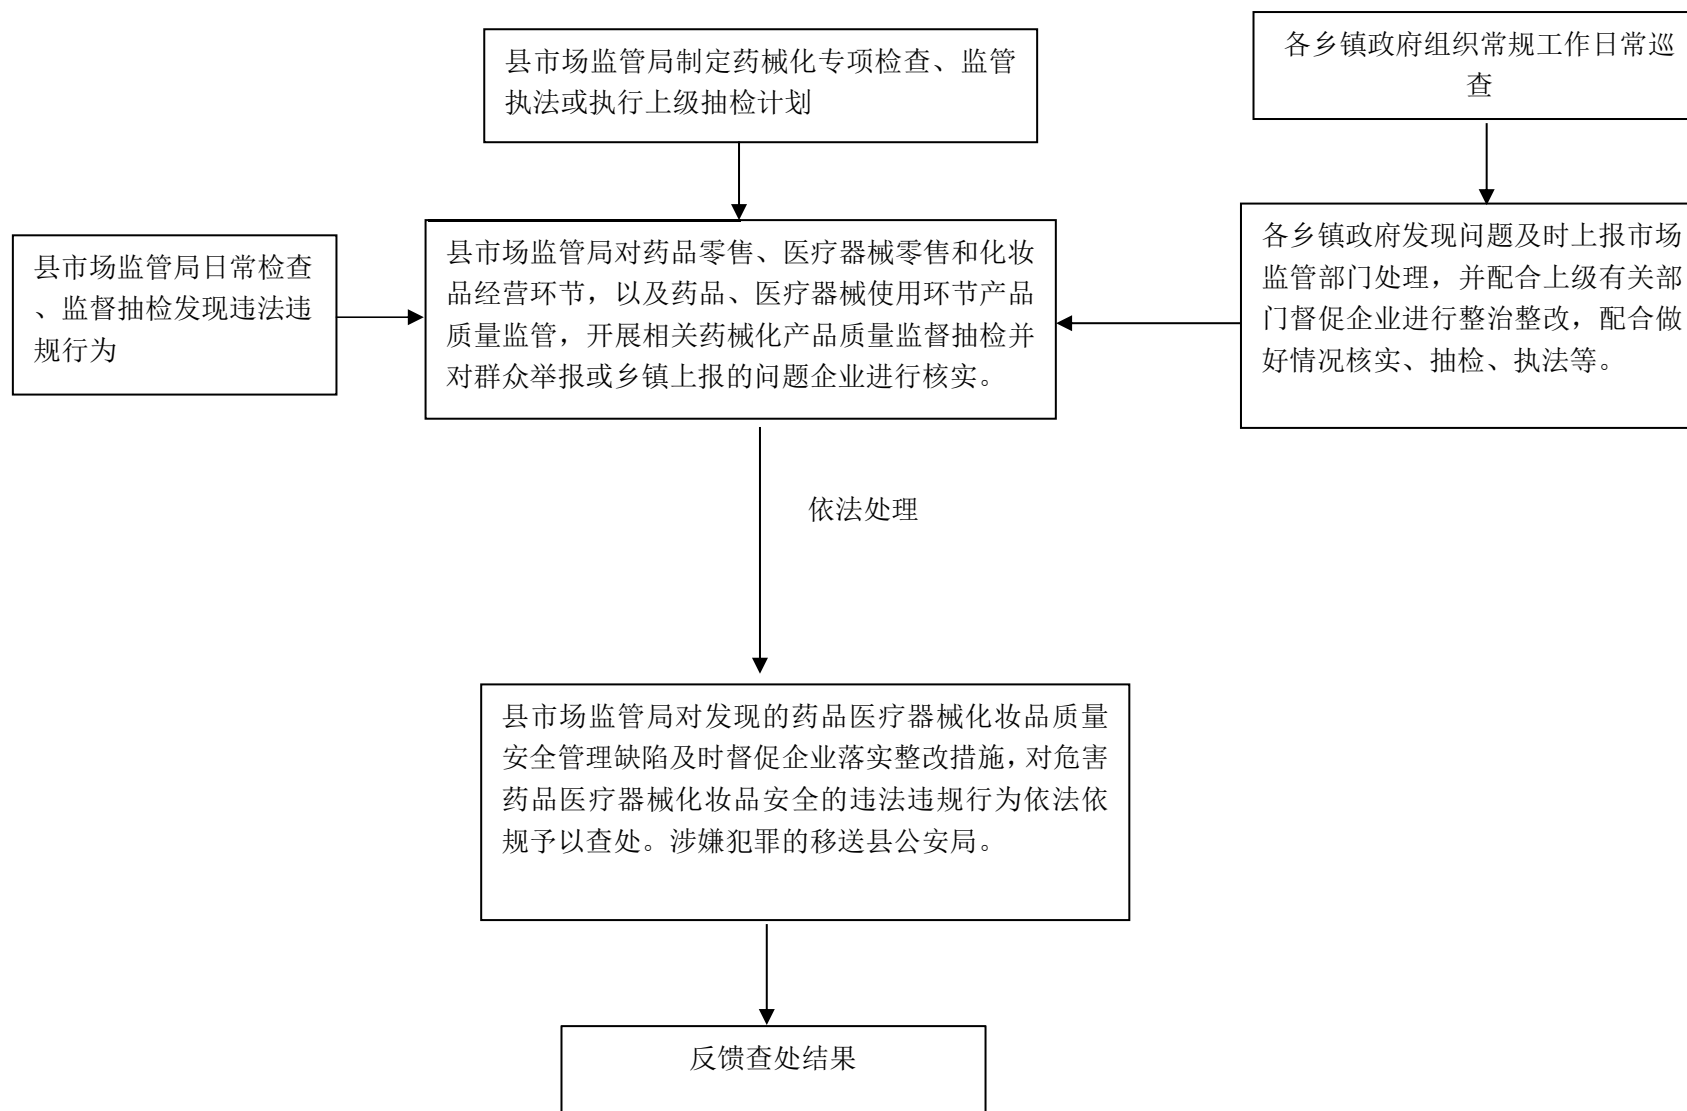 县市场监管局制定药械化专项检查、监管
执法或执行上级抽检计划
各乡镇政府组织常规工作日常巡
查
县市场监管局日常检查
、监督抽检发现违法违
规行为
县市场监管局对药品零售、医疗器械零售和化妆
品经营环节，以及药品、医疗器械使用环节产品
质量监管，开展相关药械化产品质量监督抽检并
对群众举报或乡镇上报的问题企业进行核实。
各乡镇政府发现问题及时上报市场
监管部门处理，并配合上级有关部
门督促企业进行整治整改，配合做
好情况核实、抽检、执法等。
依法处理
县市场监管局对发现的药品医疗器械化妆品质量
安全管理缺陷及时督促企业落实整改措施，对危害
药品医疗器械化妆品安全的违法违规行为依法依
规予以查处。涉嫌犯罪的移送县公安局。
反馈查处结果